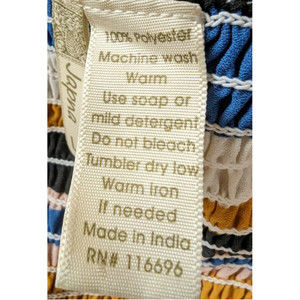 Japna
100% Polyester
Machine wash
Warm
Use soap or
mild detergent
Do not bleach
Tumbler dry low
Warm iron
If needed
Made in India
RN# 116696